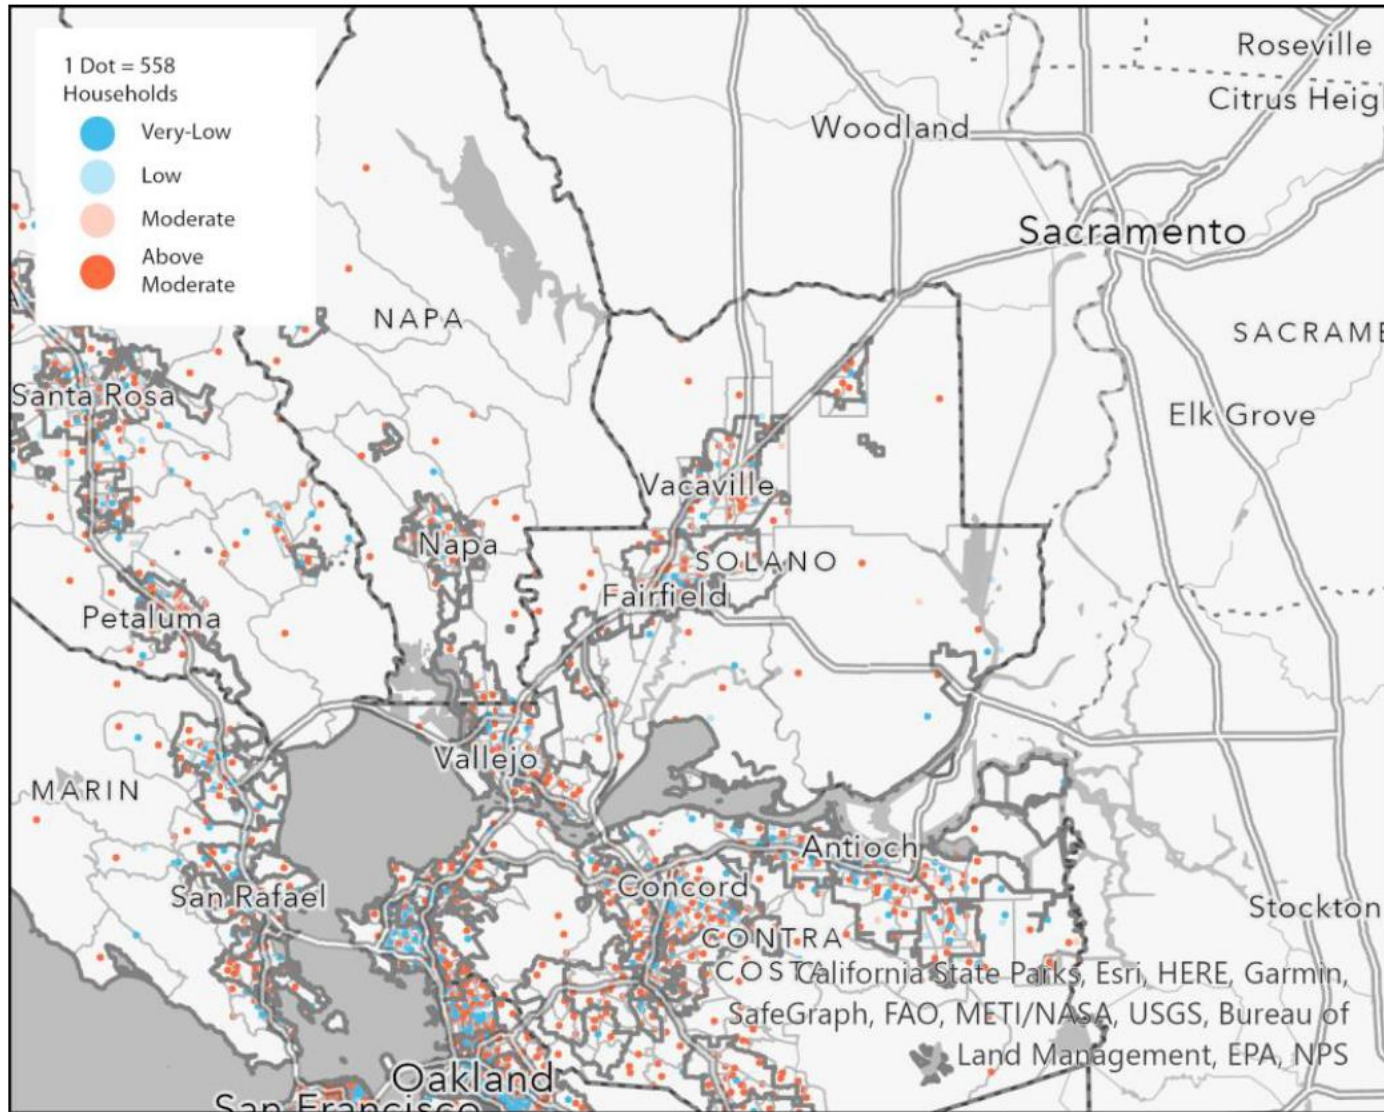 1 Dot = 558
Households
Very-Low
Low
Moderate
Above
Moderate
Roseville
Citrus Heigh
Woodland
Sacramento
NAPA
SACRAME
Santa Rosa
Elk Grove
Vacaville
Napa
SOLANO
Fairfield
Petaluma
Vallejo
MARIN
Antioch
Concord
San Rafael
Stockton
CONTRA
COSTA
California State Parks, Esri, HERE, Garmin,
SafeGraph, FAO, METI/NASA, USGS, Bureau of
Land Management, EPA, NPS
Oakland
San Francisco